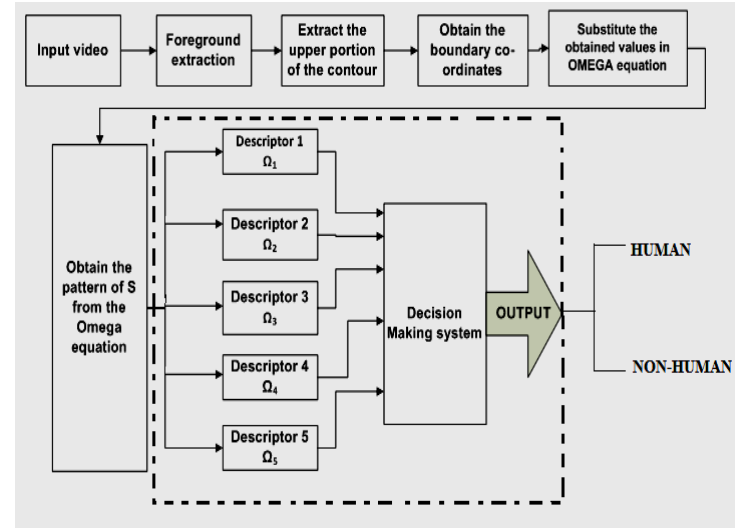 Input video
Foreground
extraction
Extract the
upper portion
of the contour
Obtain the
boundary co-
ordinates
Substitute the
obtained values in
OMEGA equation
Obtain the
pattern of S
from the
Omega
equation
Descriptor 1
Ω₁
Descriptor 2
Ω₂
Descriptor 3
Ω₃
Descriptor 4
Ω₄
Descriptor 5
Ω₅
Decision
Making system
OUTPUT
HUMAN
NON-HUMAN